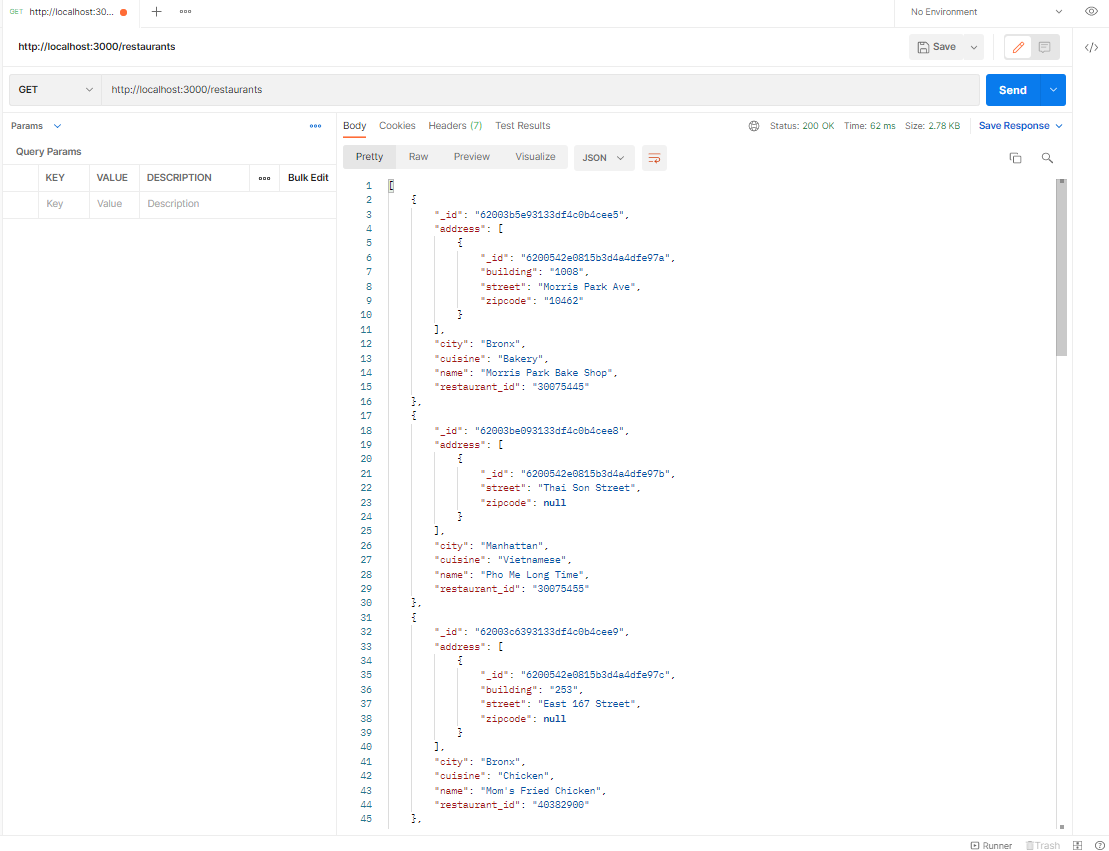 GET http://localhost:30...
No Environment
http://localhost:3000/restaurants
Save
GET
http://localhost:3000/restaurants
Send
Params
Body Cookies Headers (7) Test Results
Status: 200 OK Time: 62 ms Size: 2.78 KB
Save Response
Query Params
Pretty Raw Preview Visualize JSON
KEY VALUE DESCRIPTION Bulk Edit
Key Value Description
1 [
2 {
3 "_id": "62003b5e93133df4c0b4cee5",
4 "address": [
5 {
6 "_id": "6200542e0815b3d4a4dfe97a",
7 "building": "1008",
8 "street": "Morris Park Ave",
9 "zipcode": "10462"
10 }
11 ],
12 "city": "Bronx",
13 "cuisine": "Bakery",
14 "name": "Morris Park Bake Shop",
15 "restaurant_id": "30075445"
16 },
17 {
18 "_id": "62003be093133df4c0b4cee8",
19 "address": [
20 {
21 "_id": "6200542e0815b3d4a4dfe97b",
22 "street": "Thai Son Street",
23 "zipcode": null
24 }
25 ],
26 "city": "Manhattan",
27 "cuisine": "Vietnamese",
28 "name": "Pho Me Long Time",
29 "restaurant_id": "30075455"
30 },
31 {
32 "_id": "62003c6393133df4c0b4cee9",
33 "address": [
34 {
35 "_id": "6200542e0815b3d4a4dfe97c",
36 "building": "253",
37 "street": "East 167 Street",
38 "zipcode": null
39 }
40 ],
41 "city": "Bronx",
42 "cuisine": "Chicken",
43 "name": "Mom's Fried Chicken",
44 "restaurant_id": "40382900"
45 },
Runner Trash